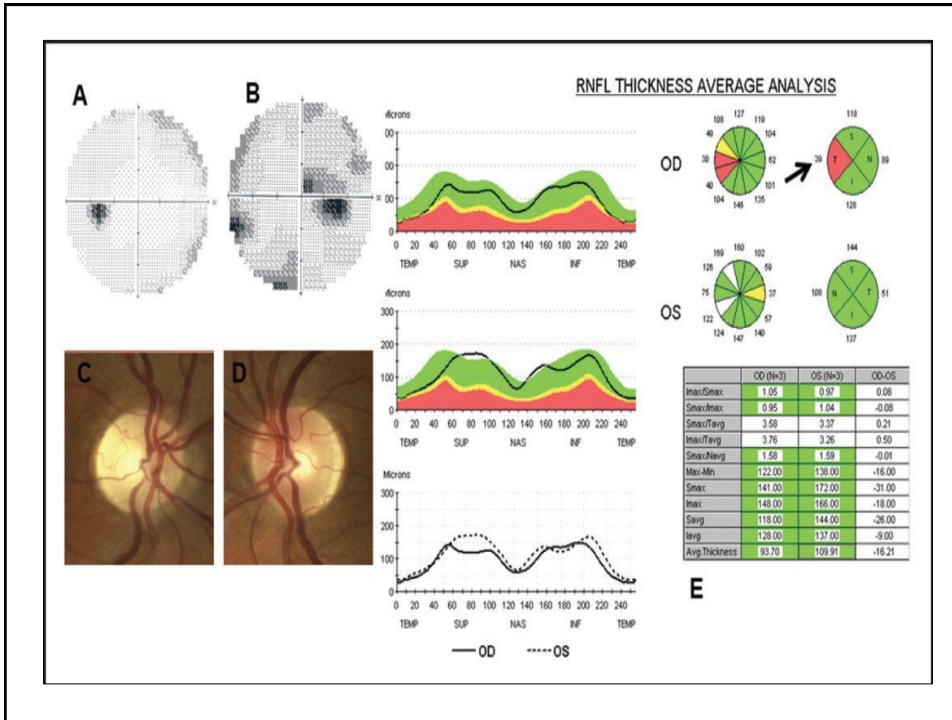 A
B
C
D
E
RNFL THICKNESS AVERAGE ANALYSIS
Microns
300
200
100
0
0 20 40 60 80 100 120 140 160 180 200 220 240
TEMP SUP NAS INF TEMP
Microns
300
200
100
0
0 20 40 60 80 100 120 140 160 180 200 220 240
TEMP SUP NAS INF TEMP
Microns
300
200
100
0
0 20 40 60 80 100 120 140 160 180 200 220 240
TEMP SUP NAS INF TEMP
OD OS
OD
127
108 119
49 104
30 62
40 101
104 135
146
118
S
39 T N 89
I
128
OS
160
169 102
126 59
75 37
122 57
124 140
147
144
S
108 N T 51
I
137
OD (N=3) OS (N=3) OD-OS
Imax/Smax 1.05 0.97 0.08
Smax/Imax 0.95 1.04 -0.08
Smax/Tavg 3.58 3.37 0.21
Imax/Tavg 3.76 3.26 0.50
Smax/Navg 1.58 1.59 -0.01
Max-Min 122.00 138.00 -16.00
Smax 141.00 172.00 -31.00
Imax 148.00 166.00 -18.00
Savg 118.00 144.00 -26.00
Iavg 128.00 137.00 -9.00
Avg.Thickness 93.70 109.91 -16.21